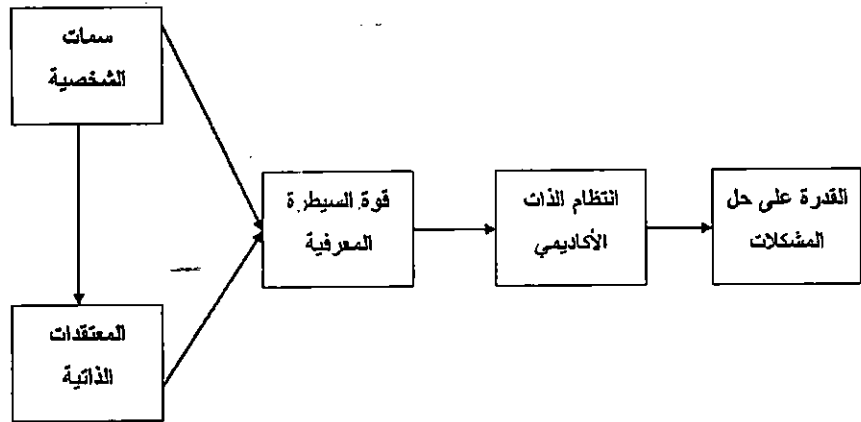 سمات
الشخصية
قوة السيطرة
المعرفية
انتظام الذات
الأكاديمي
القدرة على حل
المشكلات
المعتقدات
الذاتية